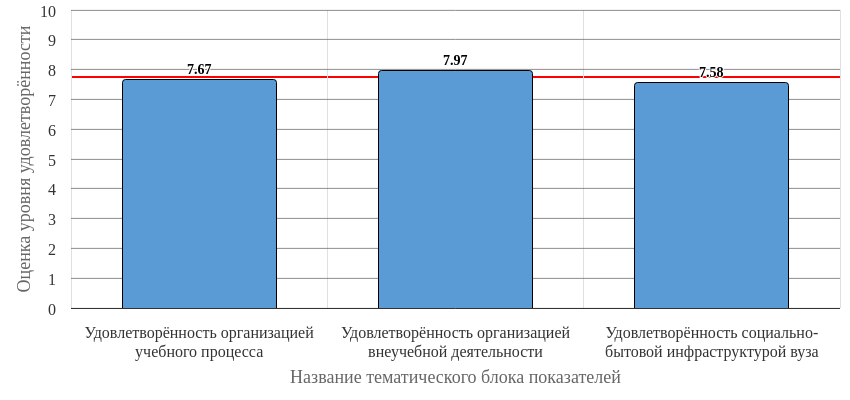 Оценка уровня удовлетворённости
10
9
8
7
6
5
4
3
2
1
0
7.67
7.97
7.58
Удовлетворённость организацией
учебного процесса
Удовлетворённость организацией
внеучебной деятельности
Удовлетворённость социально-
бытовой инфраструктурой вуза
Название тематического блока показателей